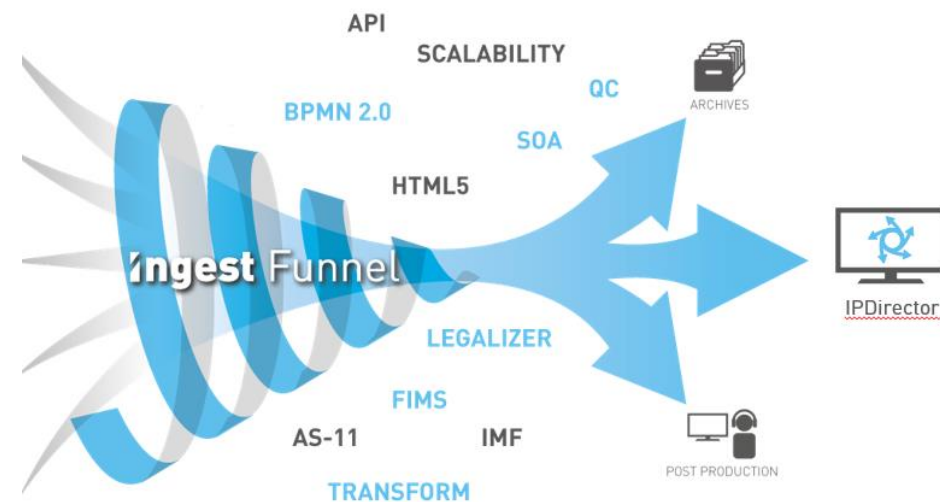 API
SCALABILITY
QC
ARCHIVES
BPMN 2.0
SOA
HTML5
ingest Funnel
IPDirector
LEGALIZER
FIMS
AS-11 IMF
POST PRODUCTION
TRANSFORM